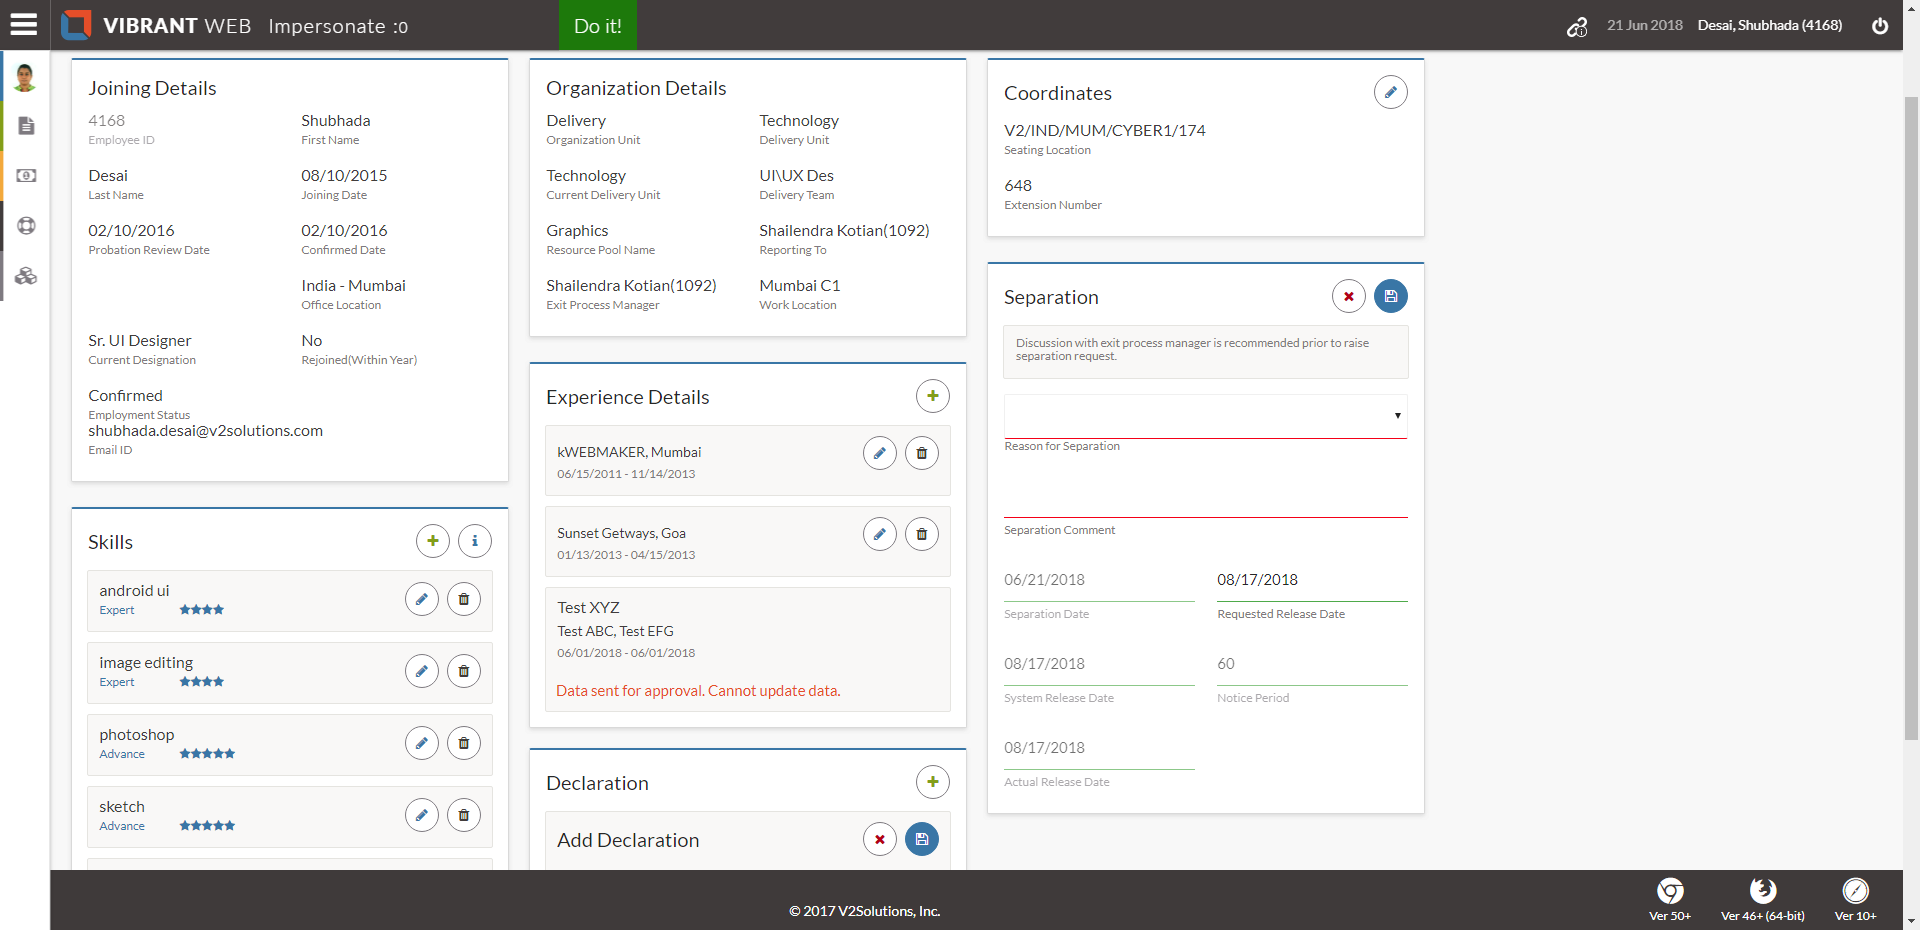 VIBRANT WEB
Impersonate :0
Do it!
21 Jun 2018
Desai, Shubhada (4168)
Joining Details
4168
Employee ID
Shubhada
First Name
Desai
Last Name
08/10/2015
Joining Date
02/10/2016
Probation Review Date
02/10/2016
Confirmed Date
India - Mumbai
Office Location
Sr. UI Designer
Current Designation
No
Rejoined(Within Year)
Confirmed
Employment Status
shubhada.desai@v2solutions.com
Email ID
Skills
android ui
Expert
image editing
Expert
photoshop
Advance
sketch
Advance
Organization Details
Delivery
Organization Unit
Technology
Delivery Unit
Technology
Current Delivery Unit
UI\UX Des
Delivery Team
Graphics
Resource Pool Name
Shailendra Kotian(1092)
Reporting To
Shailendra Kotian(1092)
Exit Process Manager
Mumbai C1
Work Location
Experience Details
kWEBMAKER, Mumbai
06/15/2011 - 11/14/2013
Sunset Getways, Goa
01/13/2013 - 04/15/2013
Test XYZ
Test ABC, Test EFG
06/01/2018 - 06/01/2018
Data sent for approval. Cannot update data.
Declaration
Add Declaration
Coordinates
V2/IND/MUM/CYBER1/174
Seating Location
648
Extension Number
Separation
Discussion with exit process manager is recommended prior to raise
separation request.
Reason for Separation
Separation Comment
06/21/2018
Separation Date
08/17/2018
Requested Release Date
08/17/2018
System Release Date
60
Notice Period
08/17/2018
Actual Release Date
© 2017 V2Solutions, Inc.
Ver 50+
Ver 46+ (64-bit)
Ver 10+